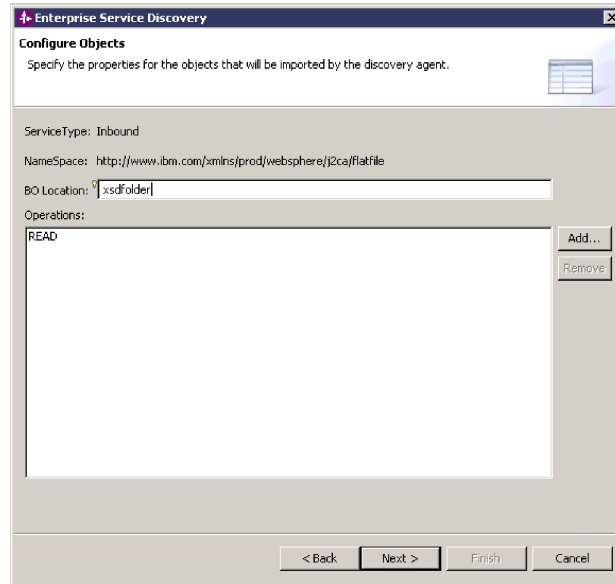 Enterprise Service Discovery
Configure Objects
Specify the properties for the objects that will be imported by the discovery agent.
ServiceType: Inbound
NameSpace: http://www.ibm.com/xmlns/prod/websphere/j2ca/flatfile
BO Location: xsdfolder
Operations:
READ
Add...
Remove
< Back Next > Finish Cancel